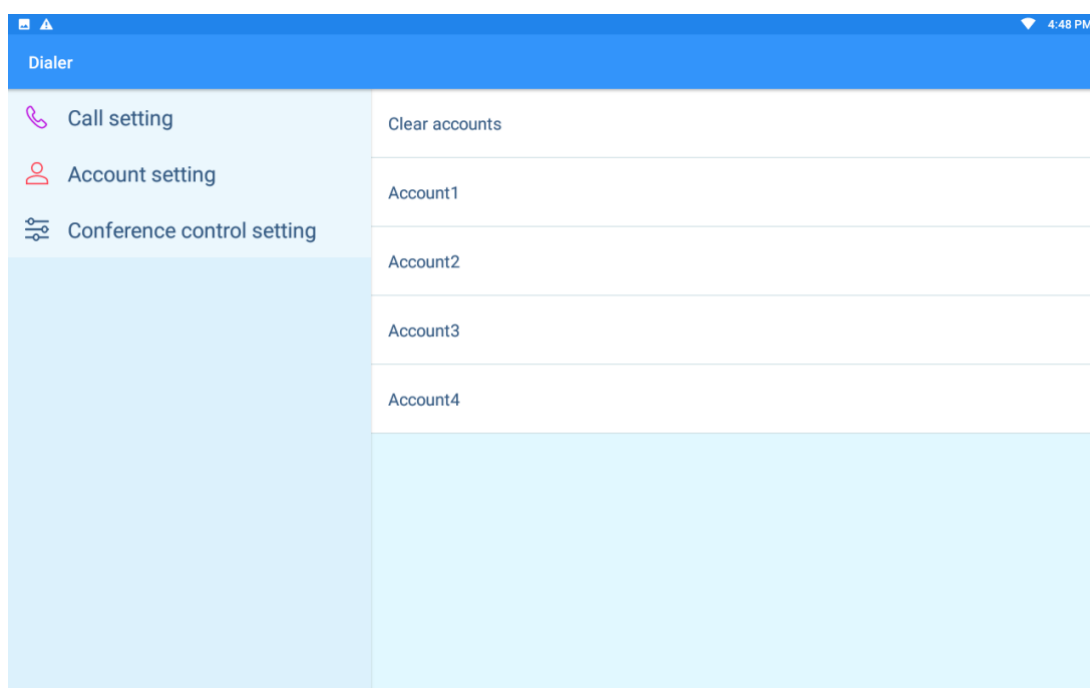 4:48 PM
Dialer
Call setting
Account setting
Conference control setting
Clear accounts
Account1
Account2
Account3
Account4